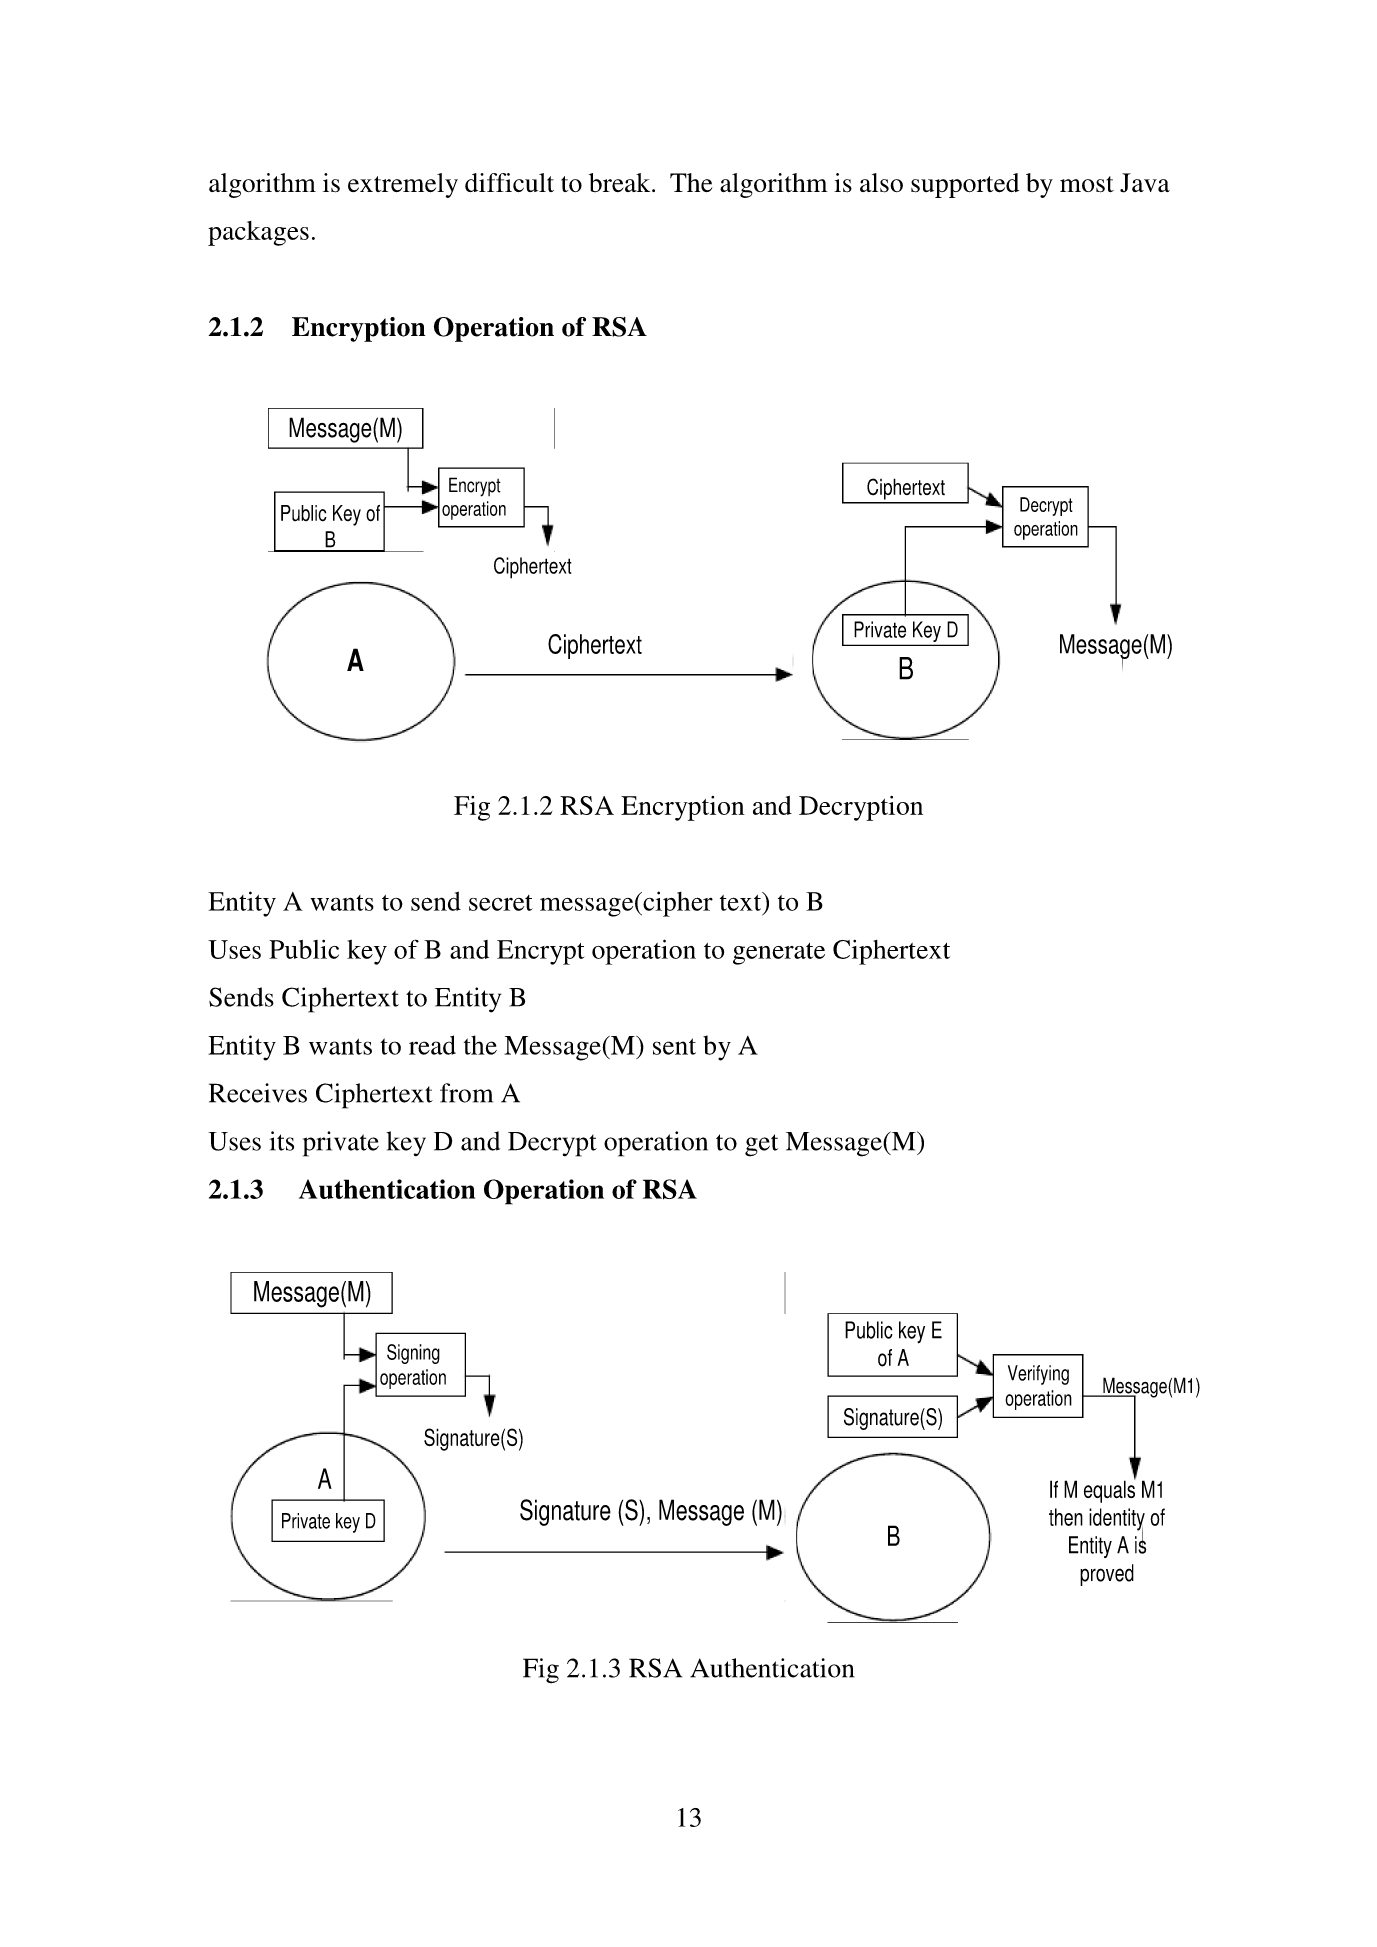 algorithm is extremely difficult to break.  The algorithm is also supported by most Java
packages.
2.1.2 Encryption Operation of RSA
Message(M)
Encrypt
operation
Public Key of
B
Ciphertext
Ciphertext
Decrypt
operation
A
Ciphertext
Private Key D
B
Message(M)
Fig 2.1.2 RSA Encryption and Decryption
Entity A wants to send secret message(cipher text) to B
Uses Public key of B and Encrypt operation to generate Ciphertext
Sends Ciphertext to Entity B
Entity B wants to read the Message(M) sent by A
Receives Ciphertext from A
Uses its private key D and Decrypt operation to get Message(M)
2.1.3 Authentication Operation of RSA
Message(M)
Signing
operation
Signature(S)
A
Private key D
Signature (S), Message (M)
Public key E
of A
Signature(S)
Verifying
operation
Message(M1)
B
If M equals M1
then identity of
Entity A is
proved
Fig 2.1.3 RSA Authentication
13